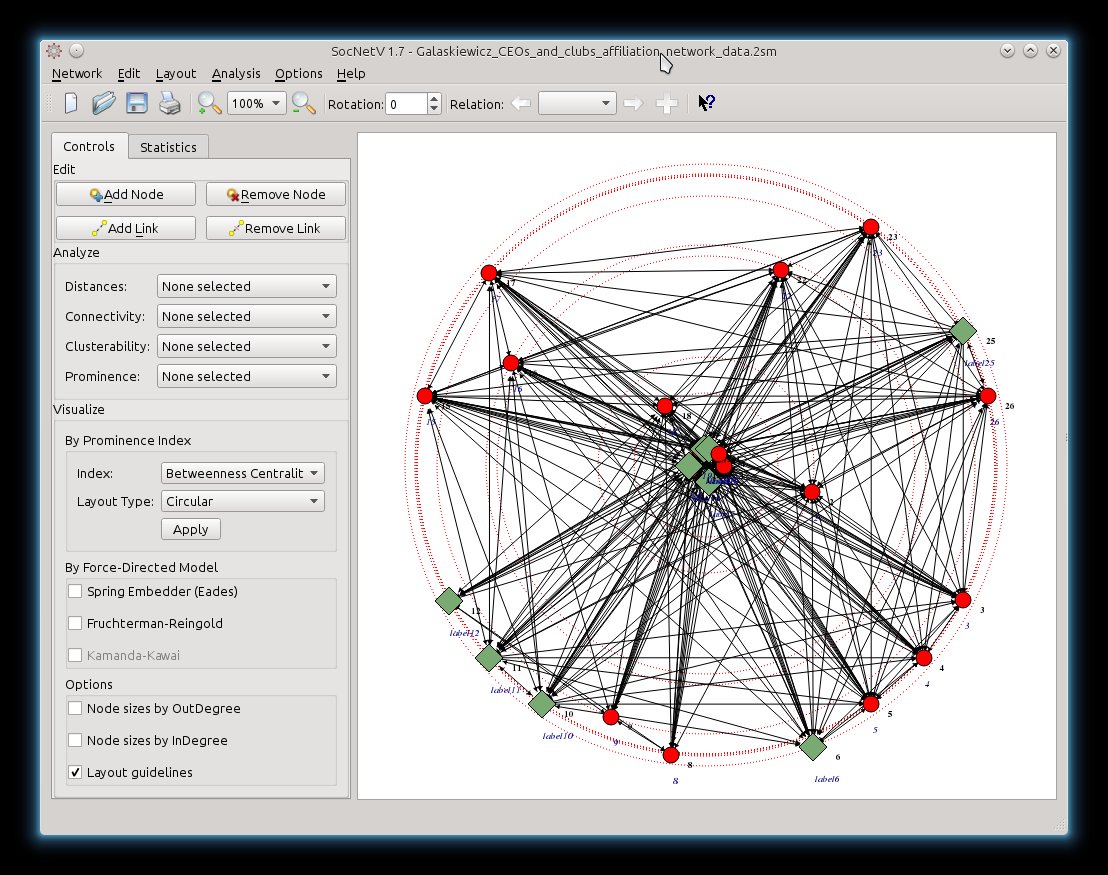 SocNetV 1.7 - Galaskiewicz_CEOs_and_clubs_affiliation_network_data.2sm
Network Edit Layout Analysis Options Help
100% Rotation: 0 Relation:
Controls Statistics
Edit
Add Node Remove Node
Add Link Remove Link
Analyze
Distances: None selected
Connectivity: None selected
Clusterability: None selected
Prominence: None selected
Visualize
By Prominence Index
Index: Betweenness Centralit
Layout Type: Circular
Apply
By Force-Directed Model
Spring Embedder (Eades)
Fruchterman-Reingold
Kamanda-Kawai
Options
Node sizes by OutDegree
Node sizes by InDegree
Layout guidelines
23
23
17
25
label25
26
26
18
12
label12
3
3
11
label11
4
4
10
label10
5
5
9
6
label6
8
8